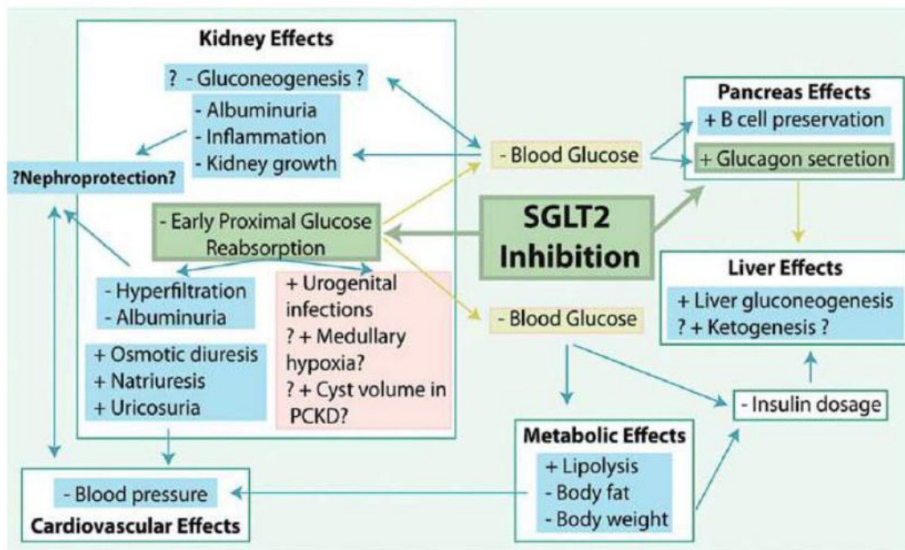 Kidney Effects
? - Gluconeogenesis ?
- Albuminuria
- Inflammation
- Kidney growth
?Nephroprotection?
- Early Proximal Glucose
Reabsorption
- Hyperfiltration
- Albuminuria
+ Osmotic diuresis
+ Natriuresis
+ Uricosuria
+ Urogenital
infections
? + Medullary
hypoxia?
? + Cyst volume in
PCKD?
- Blood pressure
Cardiovascular Effects
- Blood Glucose
SGLT2
Inhibition
- Blood Glucose
Pancreas Effects
+ B cell preservation
+ Glucagon secretion
Liver Effects
+ Liver gluconeogenesis
? + Ketogenesis ?
- Insulin dosage
Metabolic Effects
+ Lipolysis
- Body fat
- Body weight